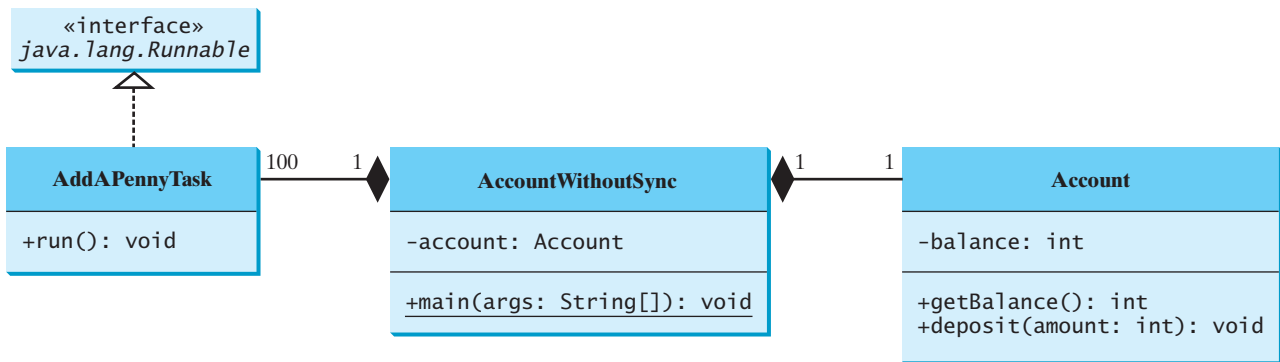 «interface»
java.lang.Runnable
AddAPennyTask
+run(): void
100
1
AccountWithoutSync
-account: Account
+main(args: String[]): void
1
1
Account
-balance: int
+getBalance(): int
+deposit(amount: int): void